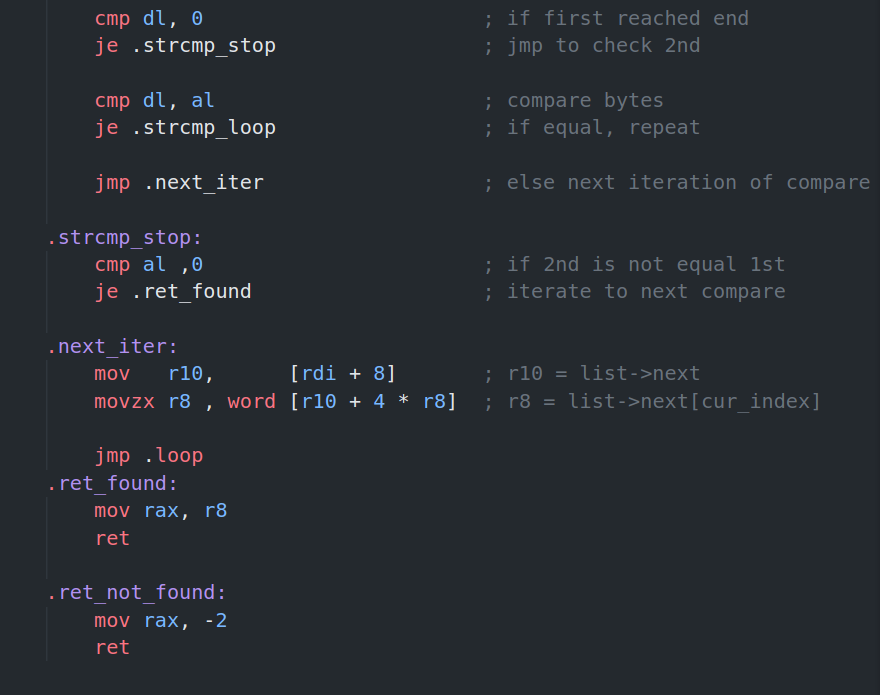 cmp dl, 0                       ; if first reached end
je .strcmp_stop                 ; jmp to check 2nd
cmp dl, al                      ; compare bytes
je .strcmp_loop                 ; if equal, repeat
jmp .next_iter                  ; else next iteration of compare
.strcmp_stop:
cmp al ,0                       ; if 2nd is not equal 1st
je .ret_found                   ; iterate to next compare
.next_iter:
mov   r10,      [rdi + 8]       ; r10 = list->next
movzx r8 , word [r10 + 4 * r8]  ; r8 = list->next[cur_index]
jmp .loop
.ret_found:
mov rax, r8
ret
.ret_not_found:
mov rax, -2
ret